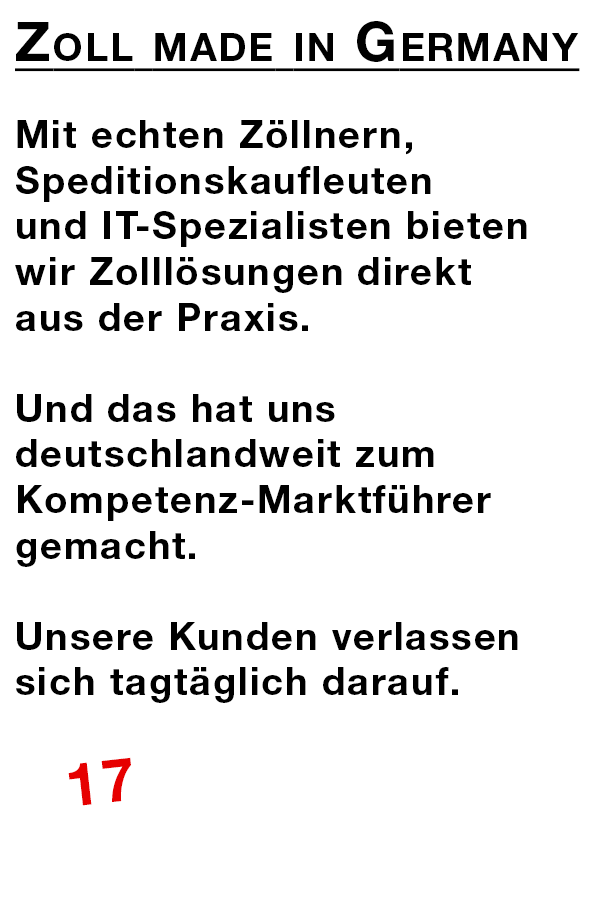 Zoll made in Germany
Mit echten Zöllnern,
Speditionskaufleuten
und IT-Spezialisten bieten
wir Zolllösungen direkt
aus der Praxis.
Und das hat uns
deutschlandweit zum
Kompetenz-Marktführer
gemacht.
Unsere Kunden verlassen
sich tagtäglich darauf.
17